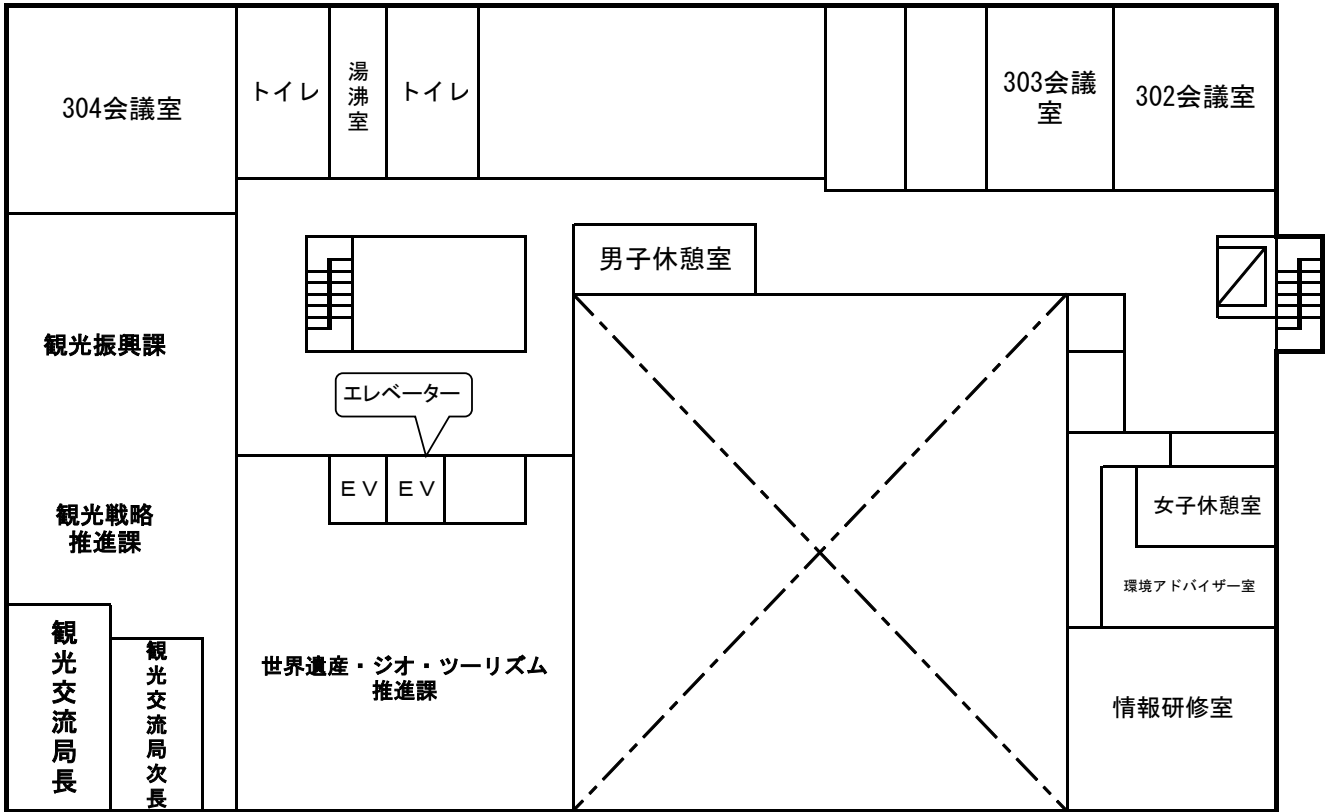 304会議室
トイレ
湯沸室
トイレ
303会議
室
302会議室
男子休憩室
観光振興課
エレベーター
ＥＶ
ＥＶ
観光戦略
推進課
女子休憩室
環境アドバイザー室
観光交流局長
観光交流局次長
世界遺産・ジオ・ツーリズム
推進課
情報研修室